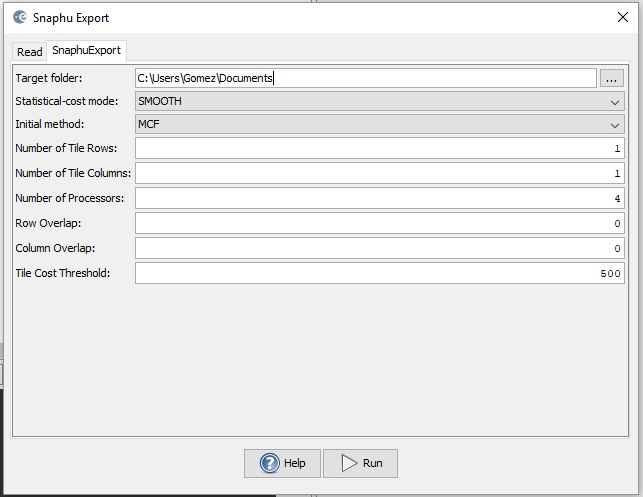 Snaphu Export
Read SnaphuExport
Target folder: C:\Users\Gomez\Documents ...
Statistical-cost mode: SMOOTH
Initial method: MCF
Number of Tile Rows: 1
Number of Tile Columns: 1
Number of Processors: 4
Row Overlap: 0
Column Overlap: 0
Tile Cost Threshold: 500
Help Run